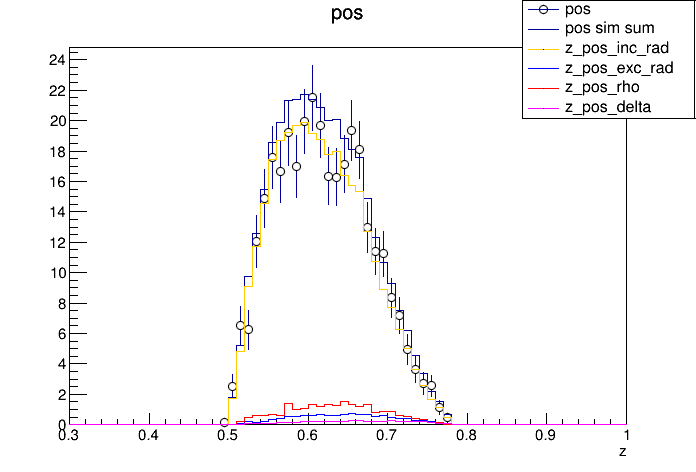 pos
pos
pos sim sum
z_pos_inc_rad
z_pos_exc_rad
z_pos_rho
z_pos_delta
24
22
20
18
16
14
12
10
8
6
4
2
0
0.3 0.4 0.5 0.6 0.7 0.8 0.9 1
z